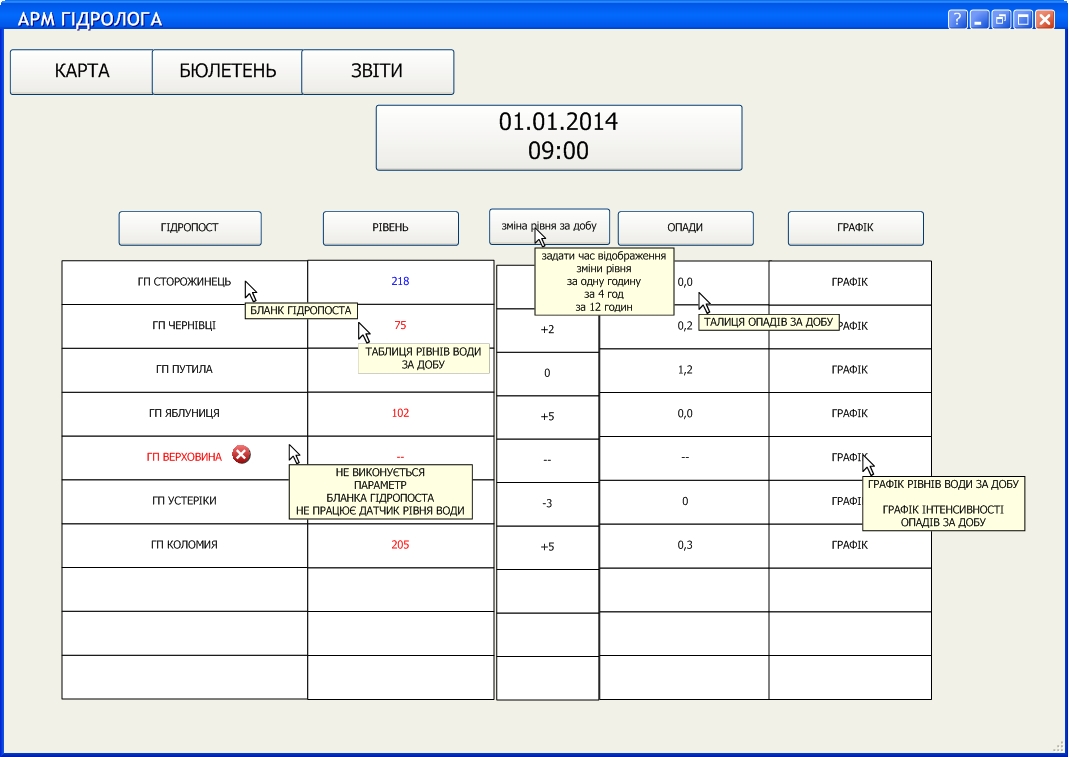 АРМ ГІДРОЛОГА
КАРТА БЮЛЕТЕНЬ ЗВІТИ
01.01.2014
09:00
ГІДРОПОСТ РІВЕНЬ зміна рівня за добу ОПАДИ ГРАФІК
задати час відображення
зміни рівня
за одну годину
за 4 год
за 12 годин
ГП СТОРОЖИНЕЦЬ 218 0,0 ГРАФІК
БЛАНК ГІДРОПОСТА
ТАЛИЦЯ ОПАДІВ ЗА ДОБУ
ГП ЧЕРНІВЦІ 75 +2 0,2 РАФІК
ТАБЛИЦЯ РІВНІВ ВОДИ
ЗА ДОБУ
ГП ПУТИЛА 0 1,2 ГРАФІК
ГП ЯБЛУНИЦЯ 102 +5 0,0 ГРАФІК
ГП ВЕРХОВИНА -- -- -- ГРАФІК
НЕ ВИКОНУЄТЬСЯ
ПАРАМЕТР
БЛАНКА ГІДРОПОСТА
НЕ ПРАЦЮЄ ДАТЧИК РІВНЯ ВОДИ
ГРАФІК РІВНІВ ВОДИ ЗА ДОБУ
ГРАФІК ІНТЕНСИВНОСТІ
ОПАДІВ ЗА ДОБУ
ГП УСТЕРІКИ -3 0 ГРАФІ
ГП КОЛОМИЯ 205 +5 0,3 ГРАФІК